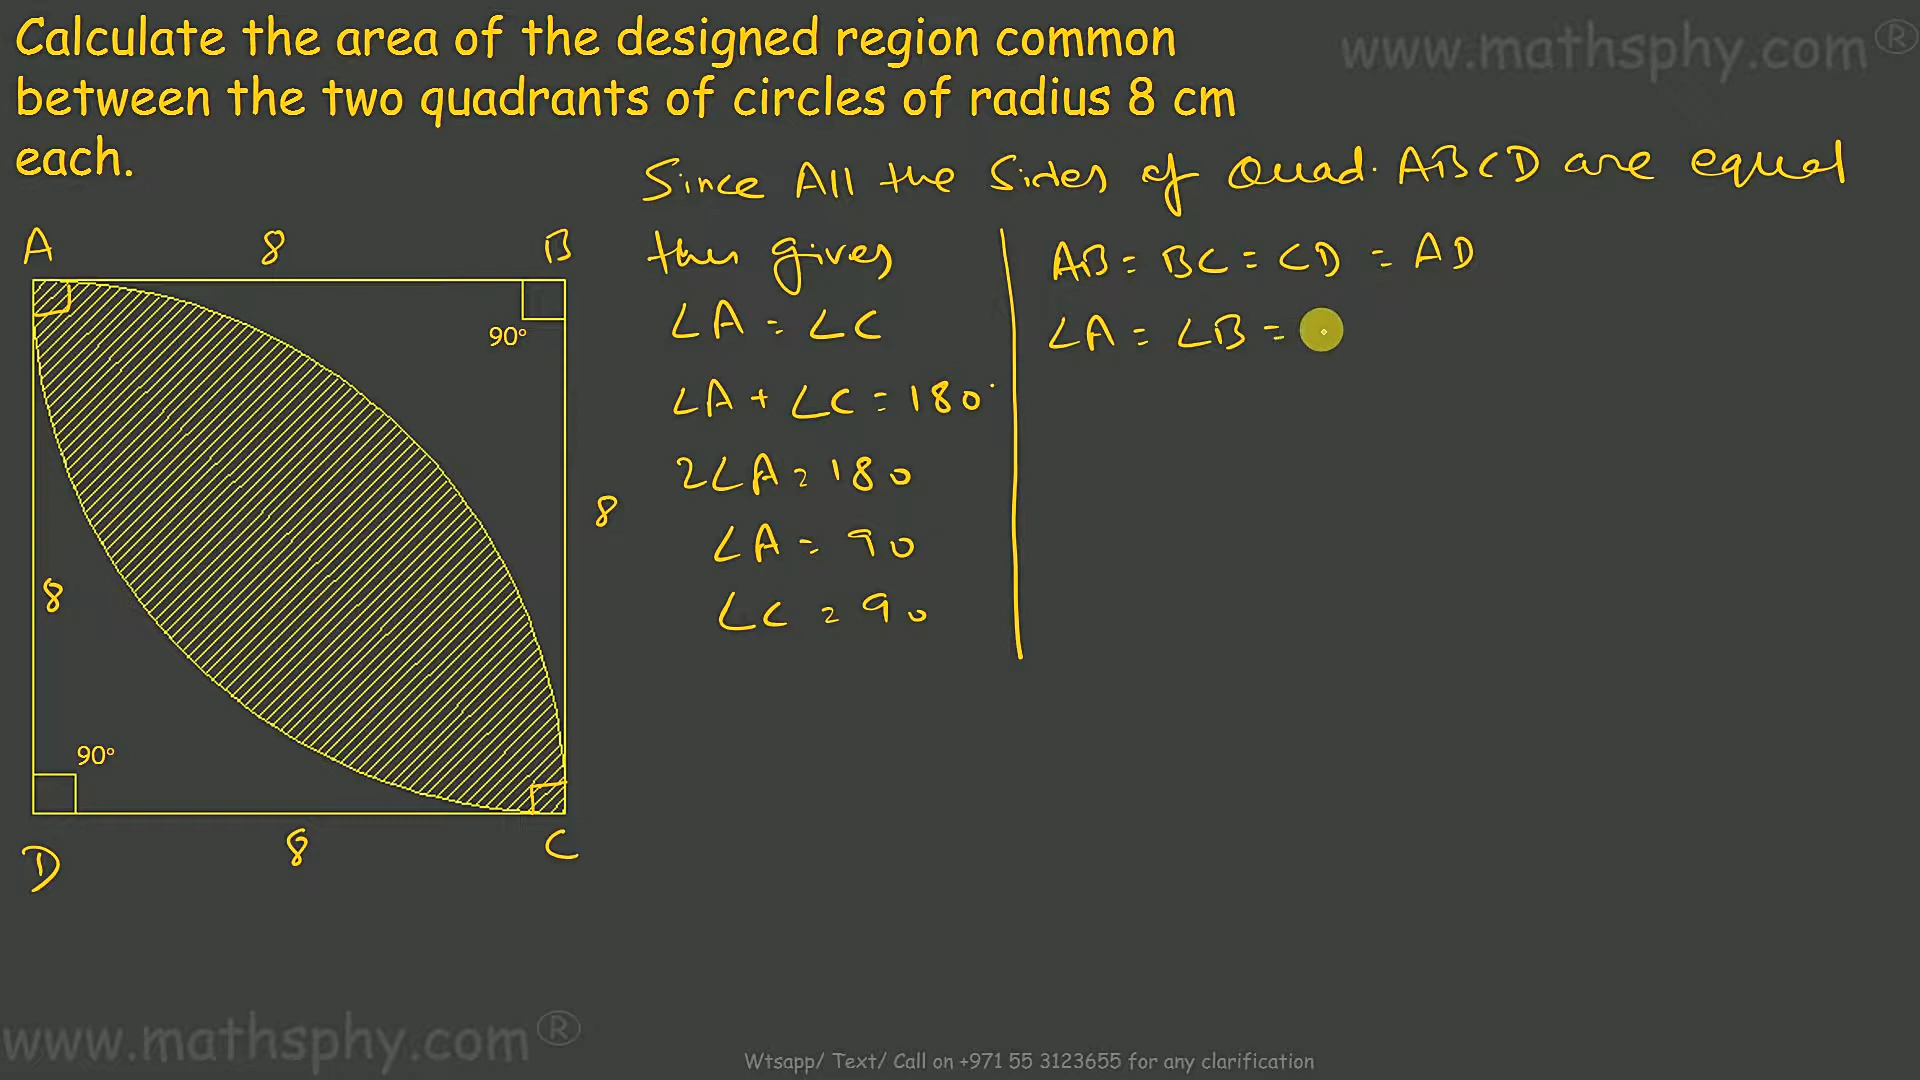 Calculate the area of the designed region common
between the two quadrants of circles of radius 8 cm
each.
www.mathsphy.com®
Since All the Sides of Quad. ABCD are equal
A 8 B
90°
8
8
90°
D 8 C
then gives
∠A = ∠C
∠A + ∠C = 180°
2∠A = 180
∠A = 90
∠C = 90
AB = BC = CD = AD
∠A = ∠B =
www.mathsphy.com®
Wtsapp/ Text/ Call on +971 55 3123655 for any clarification